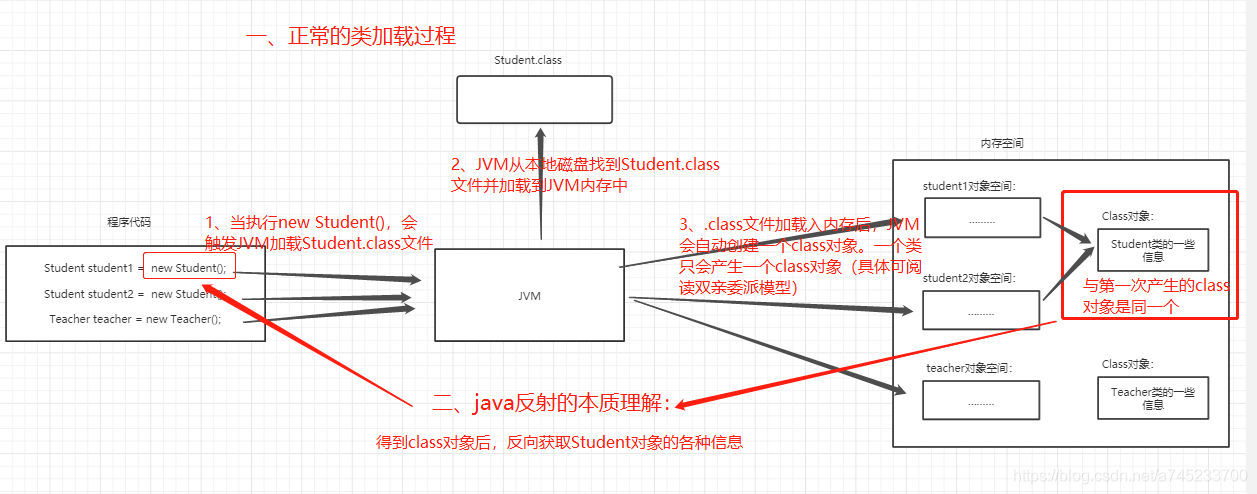 一、正常的类加载过程
Student.class
2、JVM从本地磁盘找到Student.class
文件并加载到JVM内存中
程序代码
1、当执行new Student()，会
触发JVM加载Student.class文件
Student student1 = new Student();
Student student2 = new Student();
Teacher teacher = new Teacher();
JVM
3、.class文件加载入内存后，JVM
会自动创建一个class对象。一个类
只会产生一个class对象（具体可阅
读双亲委派模型）
内存空间
student1对象空间：
.........
Class对象：
Student类的一些
信息
与第一次产生的class
对象是同一个
student2对象空间：
.........
teacher对象空间：
.........
Class对象：
Teacher类的一些
信息
二、java反射的本质理解：
得到class对象后，反向获取Student对象的各种信息
https://blog.csdn.net/a745233700